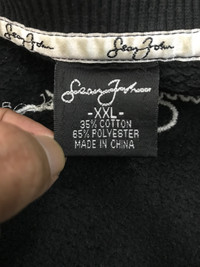 Sean John Sean John
Sean John
-XXL-
35% COTTON
65% POLYESTER
MADE IN CHINA